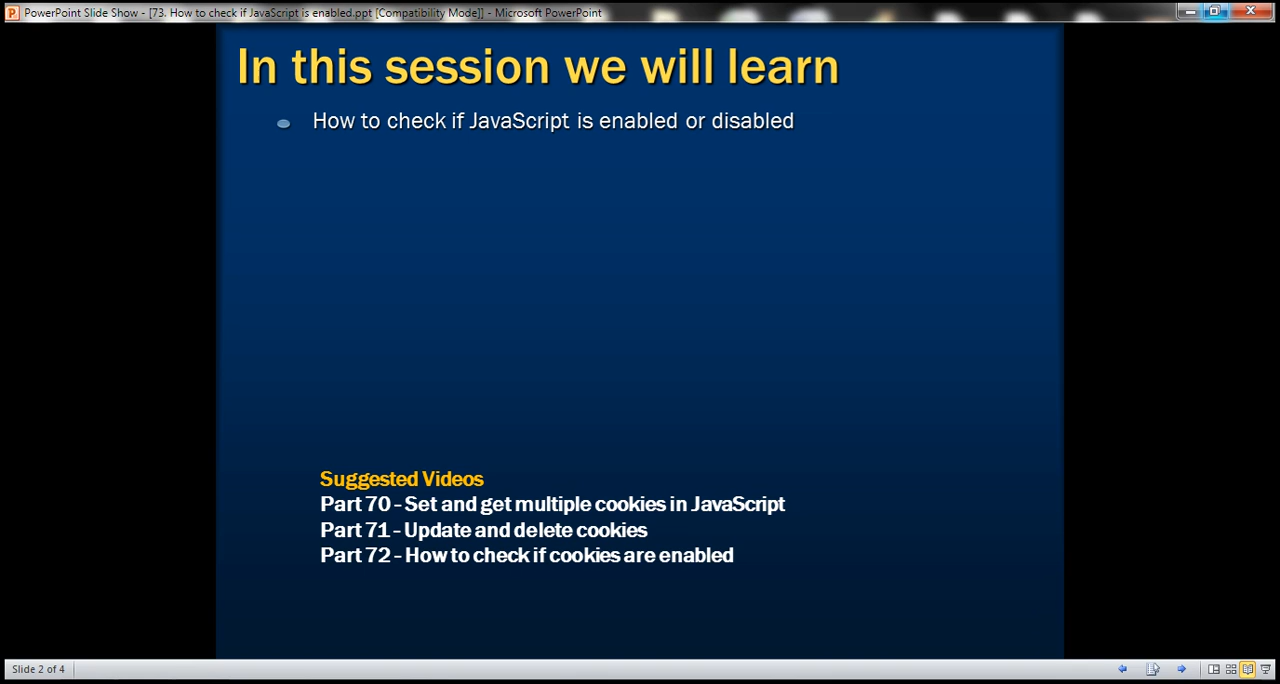 PowerPoint Slide Show - [73. How to check if JavaScript is enabled.ppt [Compatibility Mode]] - Microsoft PowerPoint
In this session we will learn
How to check if JavaScript is enabled or disabled
Suggested Videos
Part 70 - Set and get multiple cookies in JavaScript
Part 71 - Update and delete cookies
Part 72 - How to check if cookies are enabled
Slide 2 of 4